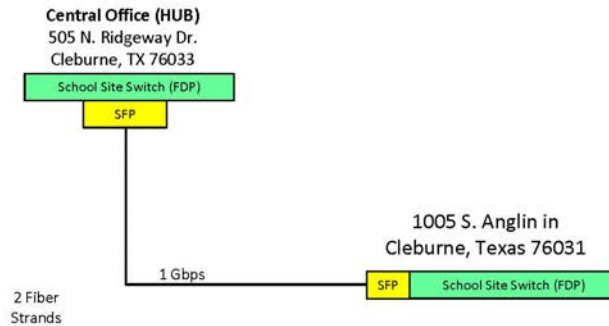 Central Office (HUB)
505 N. Ridgeway Dr.
Cleburne, TX 76033
School Site Switch (FDP)
SFP
1005 S. Anglin in
Cleburne, Texas 76031
1 Gbps
SFP
School Site Switch (FDP)
2 Fiber
Strands